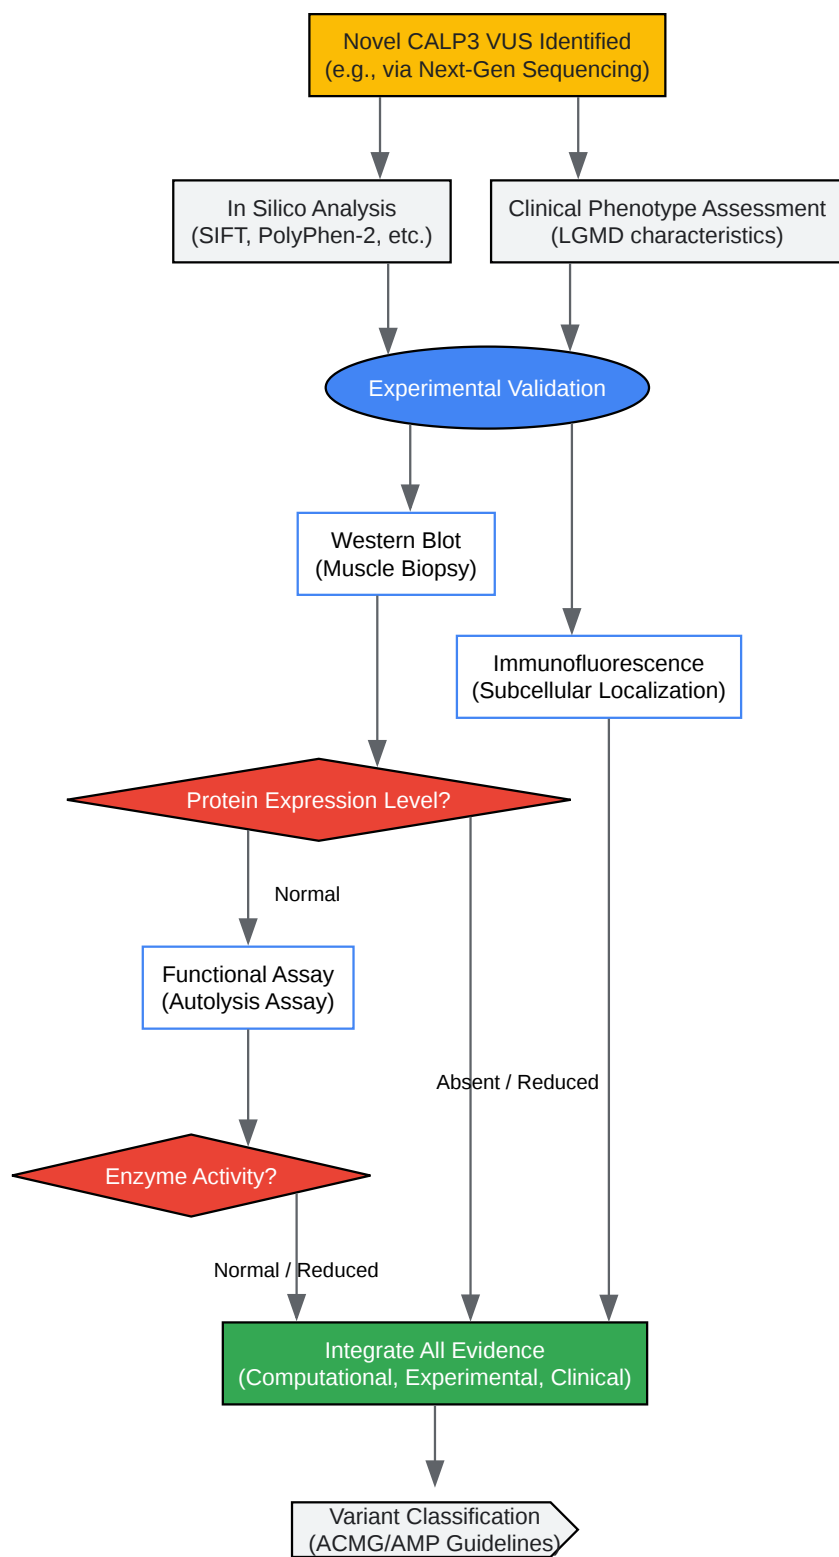 Novel CALP3 VUS Identified
(e.g., via Next-Gen Sequencing)
In Silico Analysis
(SIFT, PolyPhen-2, etc.)
Clinical Phenotype Assessment
(LGMD characteristics)
Experimental Validation
Western Blot
(Muscle Biopsy)
Immunofluorescence
(Subcellular Localization)
Protein Expression Level?
Normal
Functional Assay
(Autolysis Assay)
Absent / Reduced
Enzyme Activity?
Normal / Reduced
Integrate All Evidence
(Computational, Experimental, Clinical)
Variant Classification
(ACMG/AMP Guidelines)